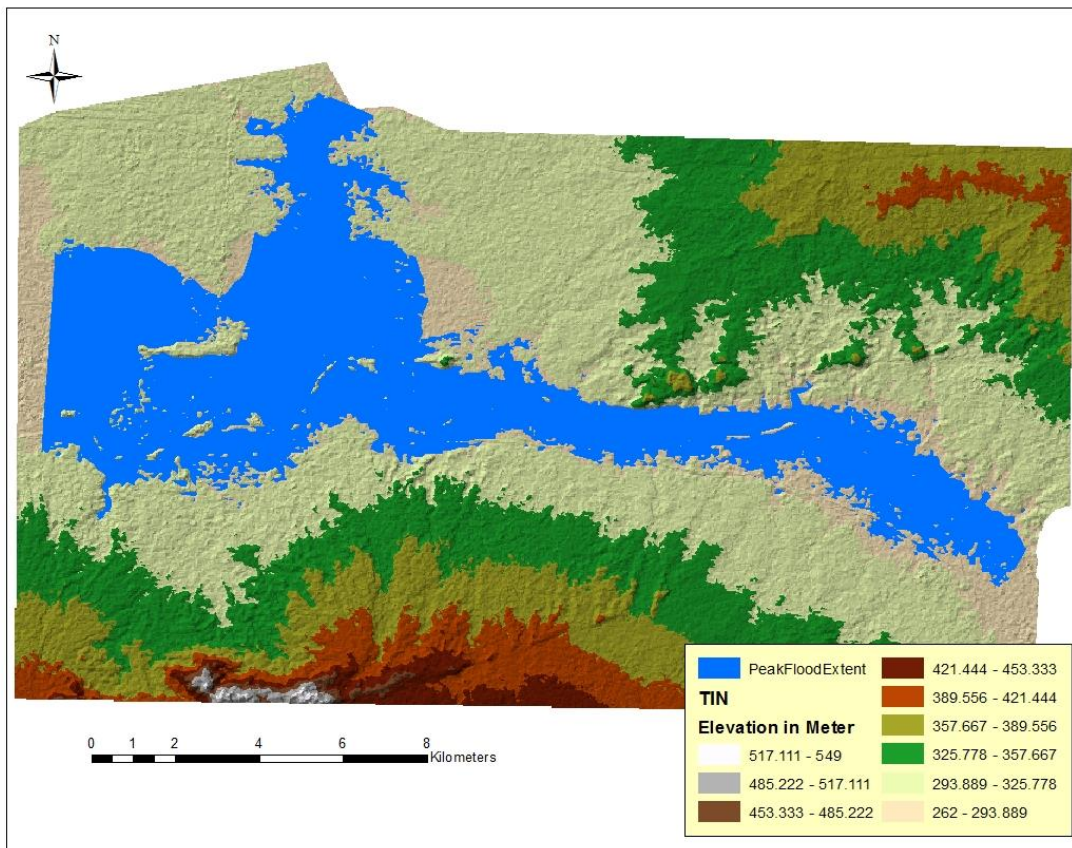 N
0 1 2 4 6 8
Kilometers
PeakFloodExtent
TIN
Elevation in Meter
517.111 - 549
485.222 - 517.111
453.333 - 485.222
421.444 - 453.333
389.556 - 421.444
357.667 - 389.556
325.778 - 357.667
293.889 - 325.778
262 - 293.889